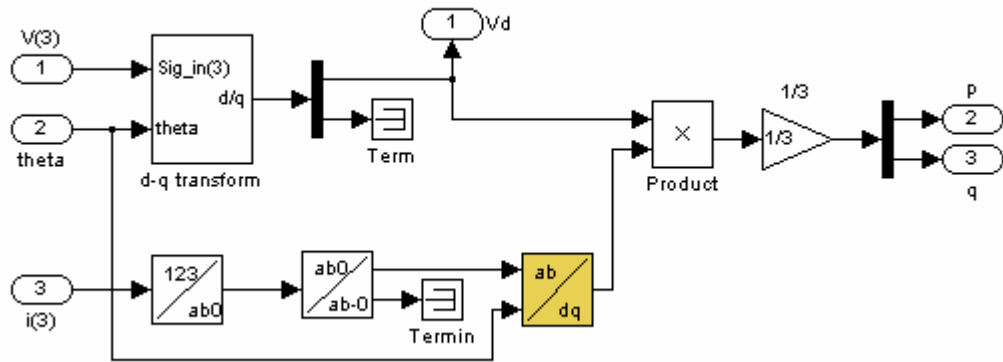 1 Vd
V(3)
1
Sig_in(3)
d/q
2
theta
theta
d-q transform
Term
×
Product
1/3
1/3
p
2
3
q
3
i(3)
123
ab0
ab0
ab-0
Termin
ab
dq